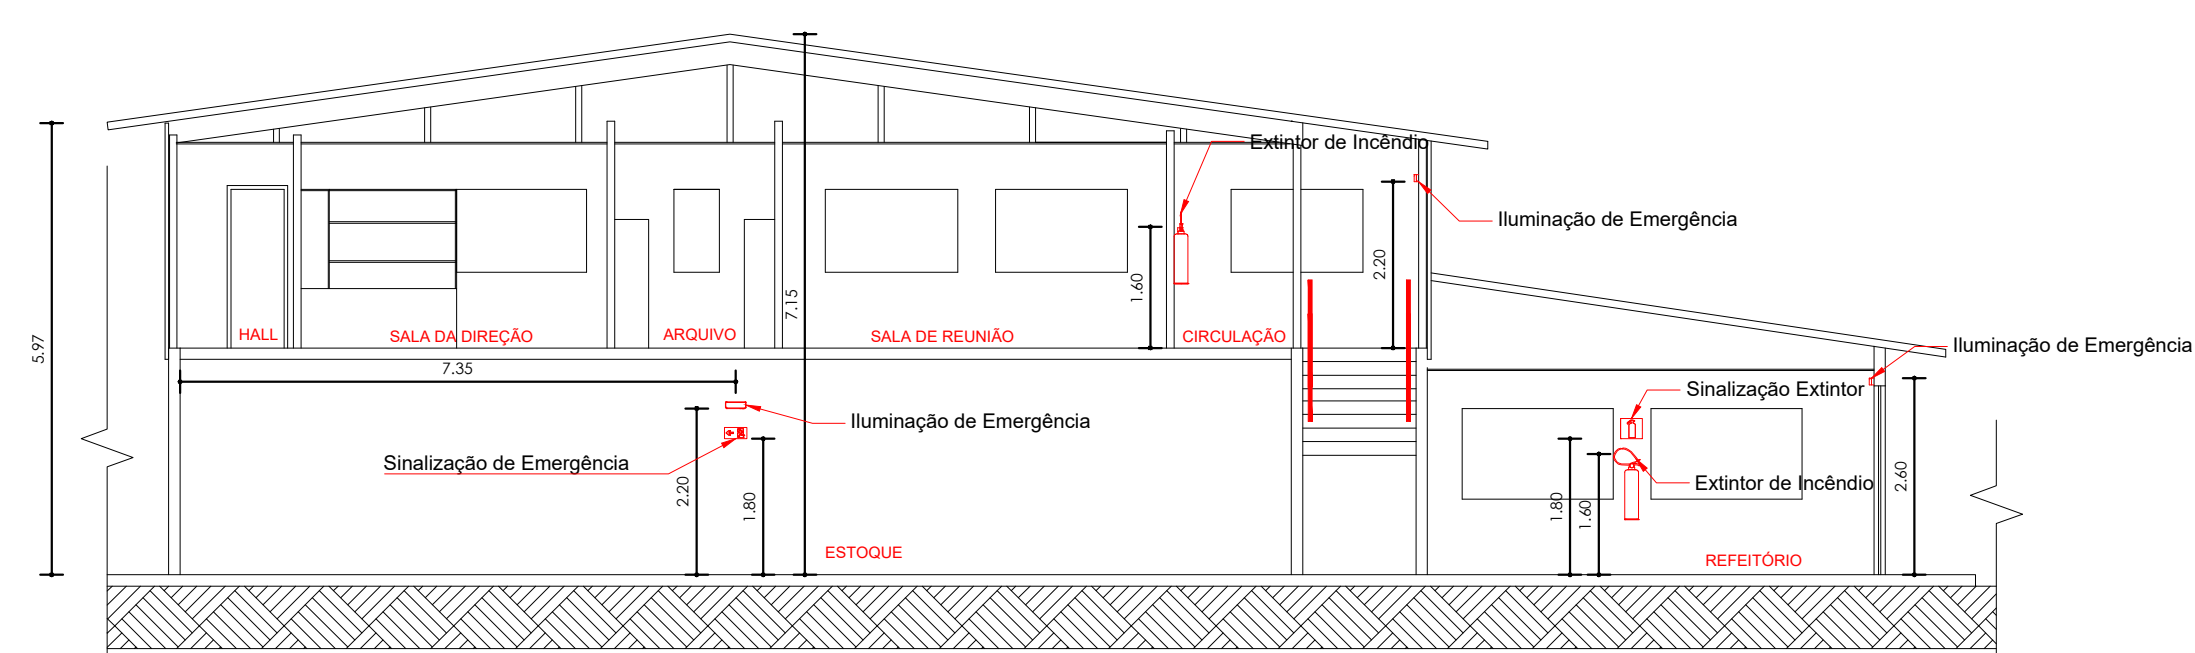 Extintor de Incêndio
Iluminação de Emergência
2.20
1.60
7.15
5.97
HALL
SALA DA DIREÇÃO
ARQUIVO
SALA DE REUNIÃO
CIRCULAÇÃO
Iluminação de Emergência
7.35
Sinalização Extintor
Iluminação de Emergência
Sinalização de Emergência
2.20
1.80
Extintor de Incêndio
2.60
1.80
1.60
ESTOQUE
REFEITÓRIO